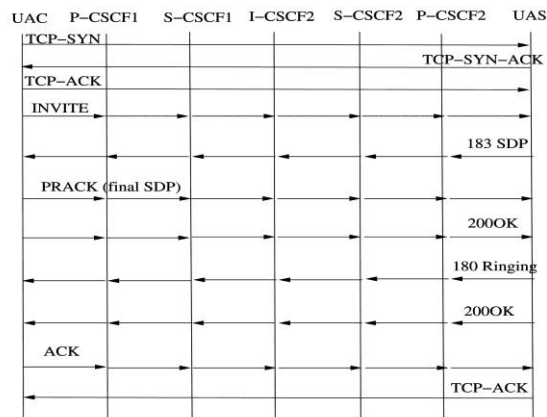 UAC P-CSCF1 S-CSCF1 I-CSCF2 S-CSCF2 P-CSCF2 UAS
TCP-SYN
TCP-SYN-ACK
TCP-ACK
INVITE
183 SDP
PRACK (final SDP)
200OK
180 Ringing
200OK
ACK
TCP-ACK